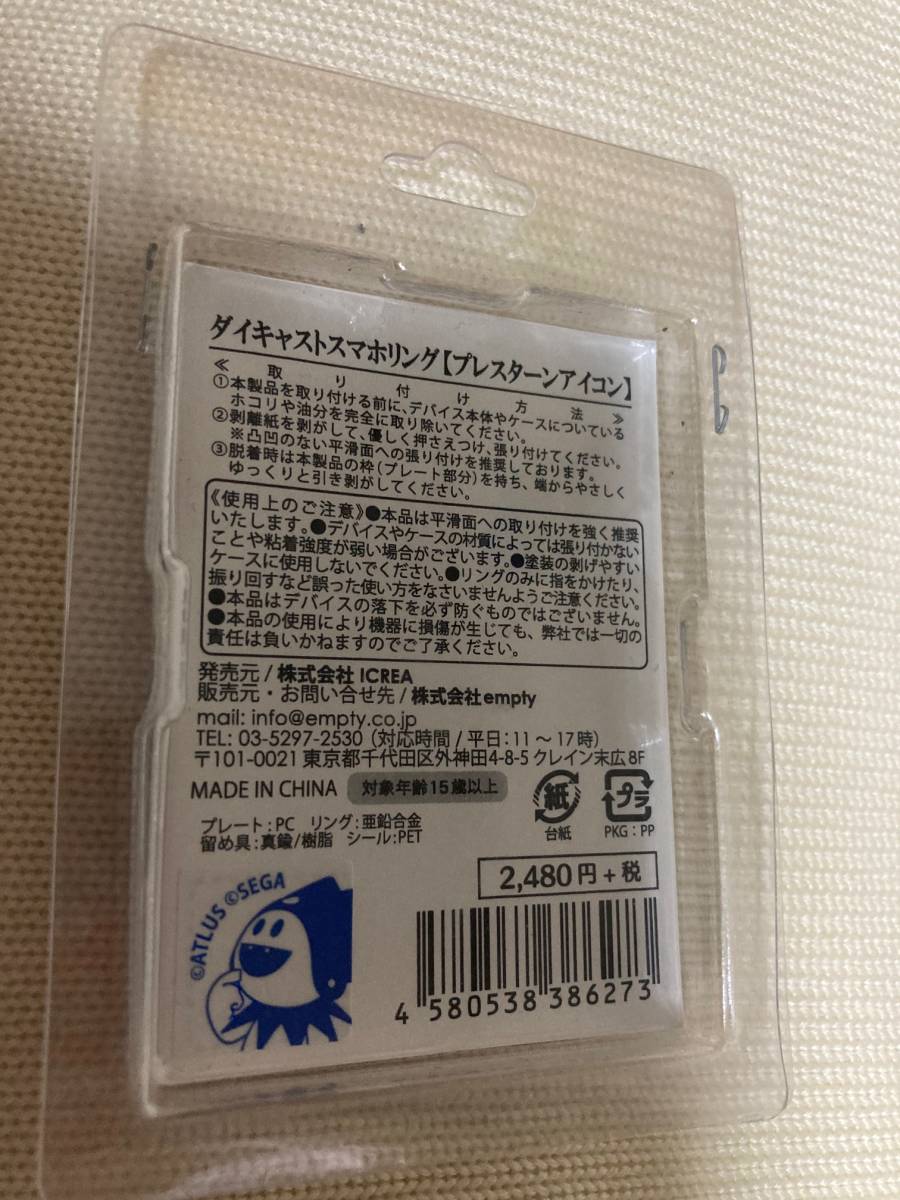 ダイキャストスマホリング【プレスターンアイコン】
≪取り付け方法≫
①本製品を取り付ける前に、デバイス本体やケースについている
ホコリや油分を完全に取り除いてください。
②剥離紙を剥がして、優しく押さえつけ、張り付けてください。
※凸凹のない平滑面への張り付けを推奨しております。
③脱着時は本製品の枠(プレート部分)を持ち、端からやさしく
ゆっくりと引き剥がしてください。
《使用上のご注意》●本品は平滑面への取り付けを強く推奨
いたします。●デバイスやケースの材質によっては張り付かない
ことや粘着強度が弱い場合がございます。●塗装の剥げやすい
ケースに使用しないでください。●リングのみに指をかけたり、
振り回すなど誤った使い方をなさいませんようご注意ください。
●本品はデバイスの落下を必ず防ぐものではございません。
●本品の使用により機器に損傷が生じても、弊社では一切の
責任は負いかねますのでご了承ください。
発売元 / 株式会社 ICREA
販売元・お問い合せ先 / 株式会社empty
mail: info@empty.co.jp
TEL: 03-5297-2530 (対応時間 / 平日:11～17時)
〒101-0021 東京都千代田区外神田4-8-5 クレイン末広 8F
MADE IN CHINA 対象年齢15歳以上
紙
台紙
プラ
PKG : PP
プレート:PC リング:亜鉛合金
留め具:真鍮/樹脂 シール:PET
2,480円+税
©ATLUS ©SEGA
4 580538 386273